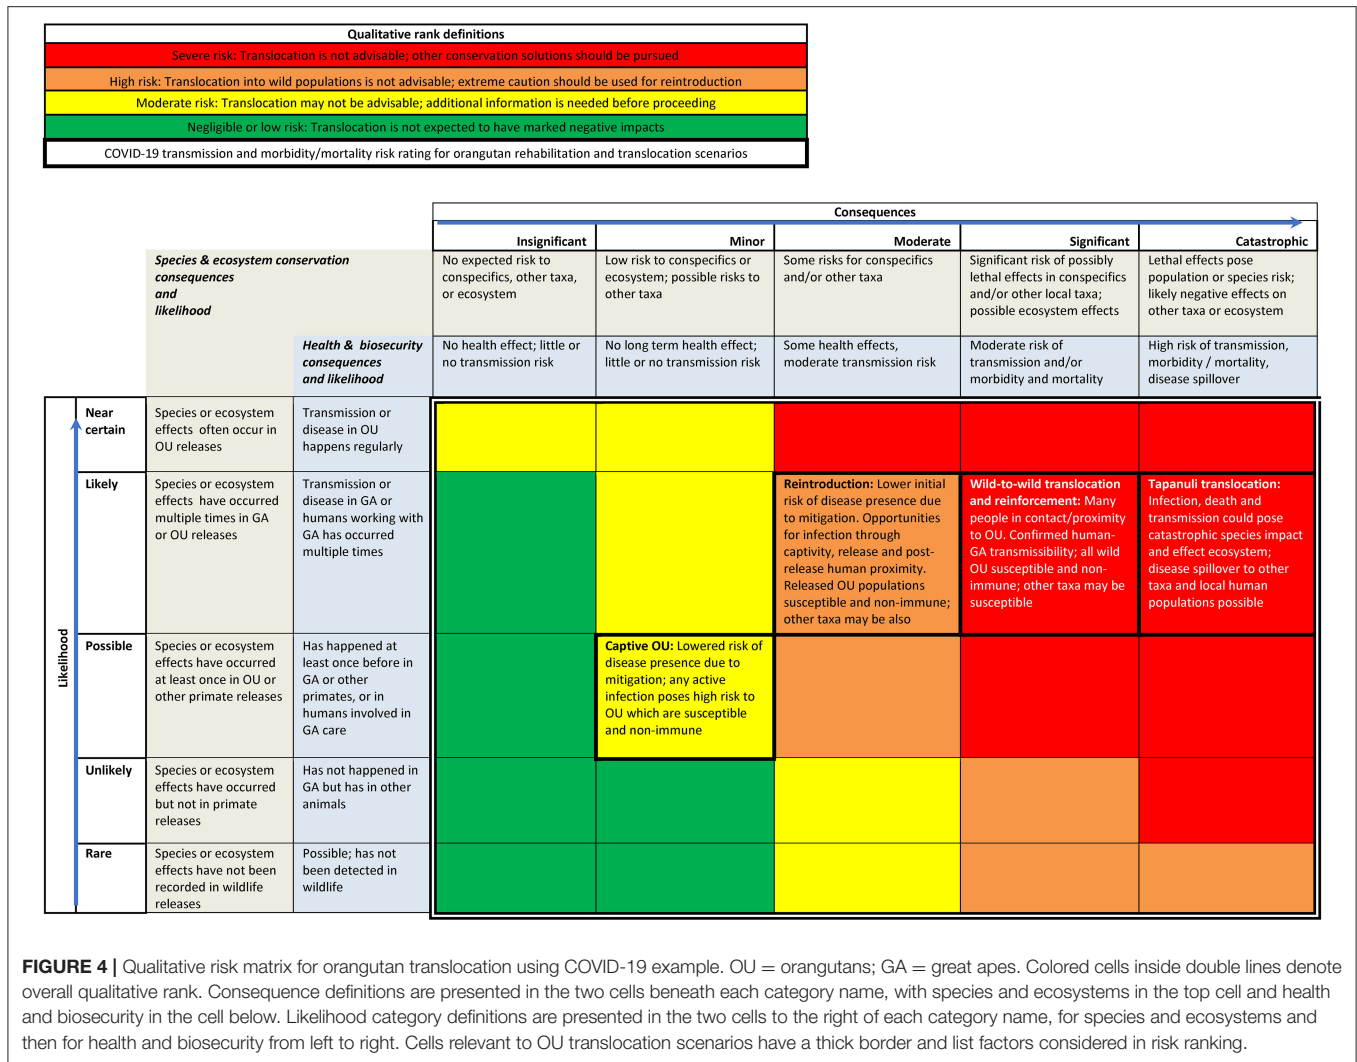 Qualitative rank definitions
Severe risk: Translocation is not advisable; other conservation solutions should be pursued
High risk: Translocation into wild populations is not advisable; extreme caution should be used for reintroduction
Moderate risk: Translocation may not be advisable; additional information is needed before proceeding
Negligible or low risk: Translocation is not expected to have marked negative impacts
COVID-19 transmission and morbidity/mortality risk rating for orangutan rehabilitation and translocation scenarios
Consequences
Insignificant
Minor
Moderate
Significant
Catastrophic
Species & ecosystem conservation
consequences
and
likelihood
No expected risk to
conspecifics, other taxa,
or ecosystem
Low risk to conspecifics or
ecosystem; possible risks to
other taxa
Some risks for conspecifics
and/or other taxa
Significant risk of possibly
lethal effects in conspecifics
and/or other local taxa;
possible ecosystem effects
Lethal effects pose
population or species risk;
likely negative effects on
other taxa or ecosystem
Health & biosecurity
consequences
and likelihood
No health effect; little or
no transmission risk
No long term health effect;
little or no transmission risk
Some health effects,
moderate transmission risk
Moderate risk of
transmission and/or
morbidity and mortality
High risk of transmission,
morbidity / mortality,
disease spillover
Likelihood
Near
certain
Species or ecosystem
effects often occur in
OU releases
Transmission or
disease in OU
happens regularly
Likely
Species or ecosystem
effects have occurred
multiple times in GA
or OU releases
Transmission or
disease in GA or
humans working with
GA has occurred
multiple times
Reintroduction: Lower initial
risk of disease presence due
to mitigation. Opportunities
for infection through
captivity, release and post-
release human proximity.
Released OU populations
susceptible and non-immune;
other taxa may be also
Wild-to-wild translocation
and reinforcement: Many
people in contact/proximity
to OU. Confirmed human-
GA transmissibility; all wild
OU susceptible and non-
immune; other taxa may be
susceptible
Tapanuli translocation:
Infection, death and
transmission could pose
catastrophic species impact
and effect ecosystem;
disease spillover to other
taxa and local human
populations possible
Possible
Species or ecosystem
effects have occurred
at least once in OU or
other primate releases
Has happened at
least once before in
GA or other
primates, or in
humans involved in
GA care
Captive OU: Lowered risk of
disease presence due to
mitigation; any active
infection poses high risk to
OU which are susceptible
and non-immune
Unlikely
Species or ecosystem
effects have occurred
but not in primate
releases
Has not happened in
GA but has in other
animals
Rare
Species or ecosystem
effects have not been
recorded in wildlife
releases
Possible; has not
been detected in
wildlife
FIGURE 4 | Qualitative risk matrix for orangutan translocation using COVID-19 example. OU = orangutans; GA = great apes. Colored cells inside double lines denote
overall qualitative rank. Consequence definitions are presented in the two cells beneath each category name, with species and ecosystems in the top cell and health
and biosecurity in the cell below. Likelihood category definitions are presented in the two cells to the right of each category name, for species and ecosystems and
then for health and biosecurity from left to right. Cells relevant to OU translocation scenarios have a thick border and list factors considered in risk ranking.